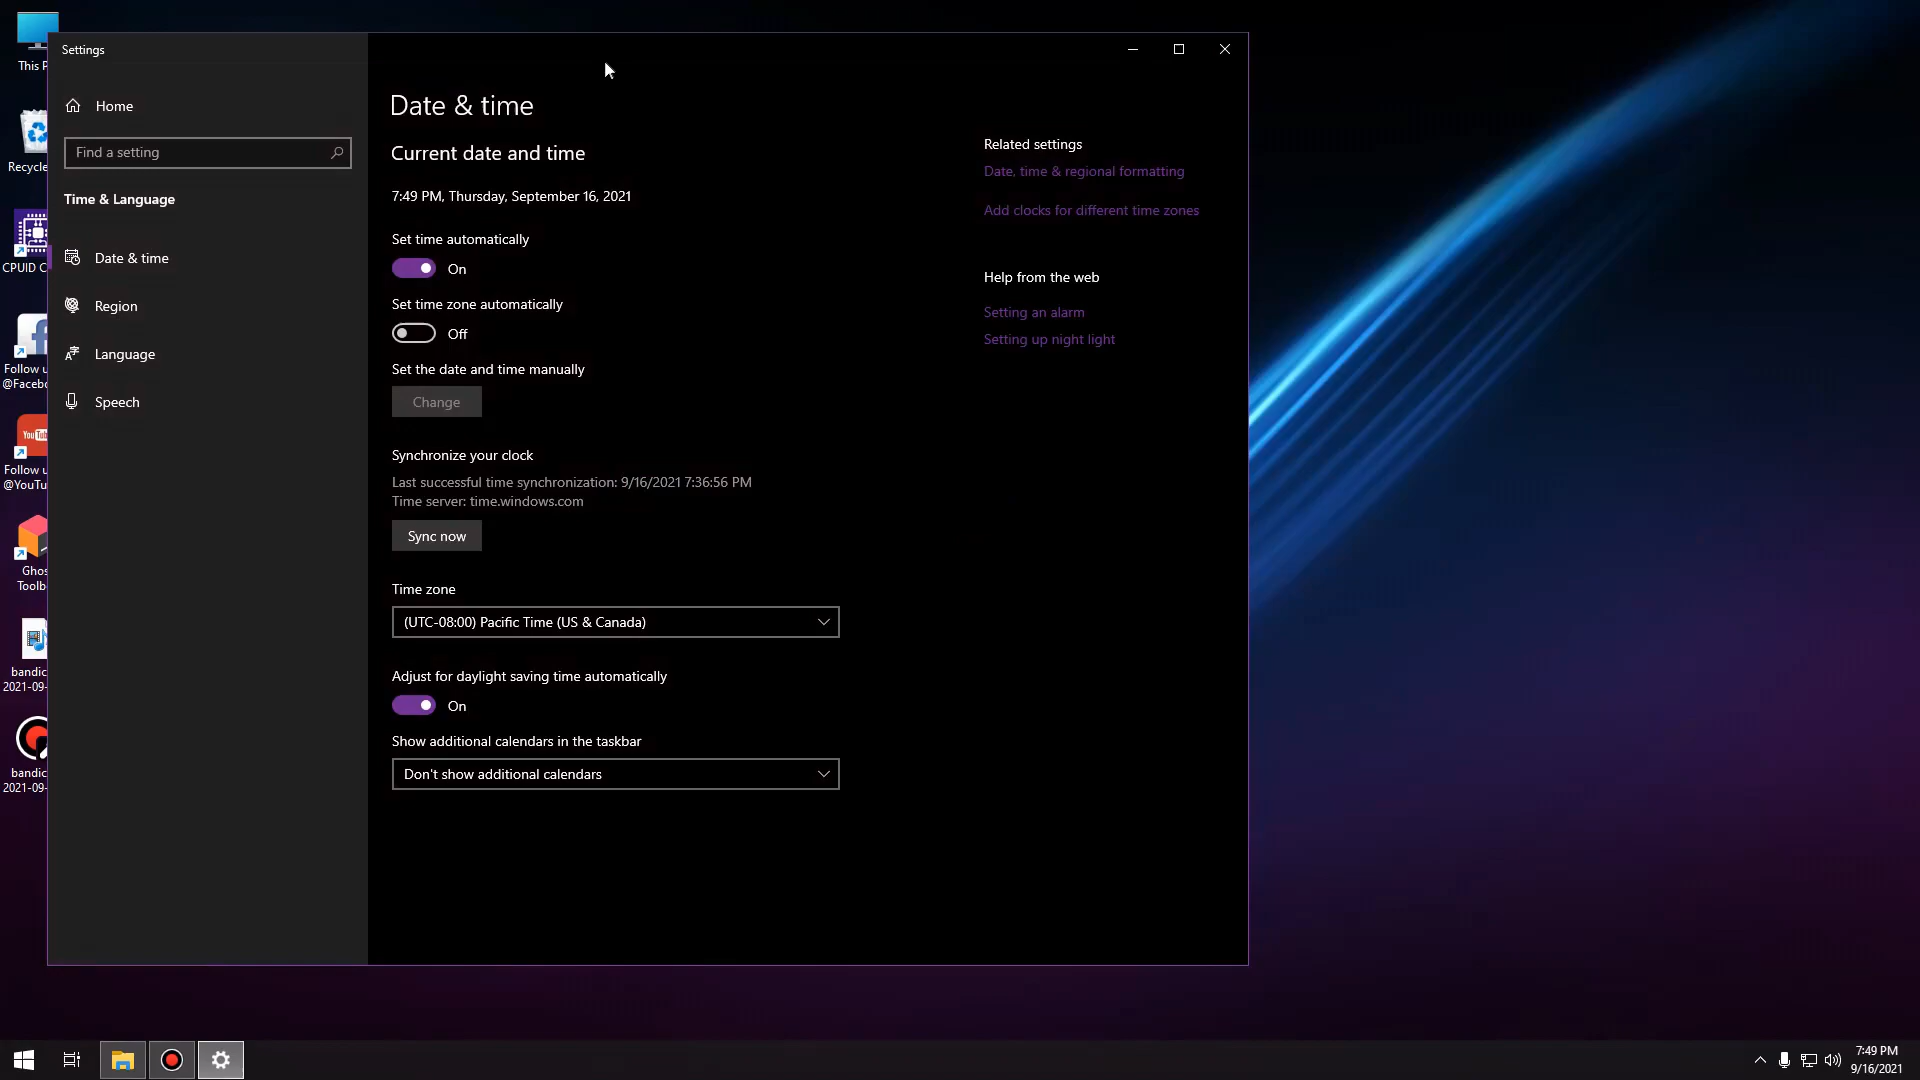 This P
Recycle
CPUID C
Follow u
@Facebo
YouTu
Follow u
@YouTu
Ghos
Toolb
bandic
2021-09-
bandic
2021-09-
Settings
Home
Find a setting
Time & Language
Date & time
Region
Language
Speech
Date & time
Current date and time
7:49 PM, Thursday, September 16, 2021
Set time automatically
On
Set time zone automatically
Off
Set the date and time manually
Change
Synchronize your clock
Last successful time synchronization: 9/16/2021 7:36:56 PM
Time server: time.windows.com
Sync now
Time zone
(UTC-08:00) Pacific Time (US & Canada)
Adjust for daylight saving time automatically
On
Show additional calendars in the taskbar
Don't show additional calendars
Related settings
Date, time & regional formatting
Add clocks for different time zones
Help from the web
Setting an alarm
Setting up night light
7:49 PM
9/16/2021